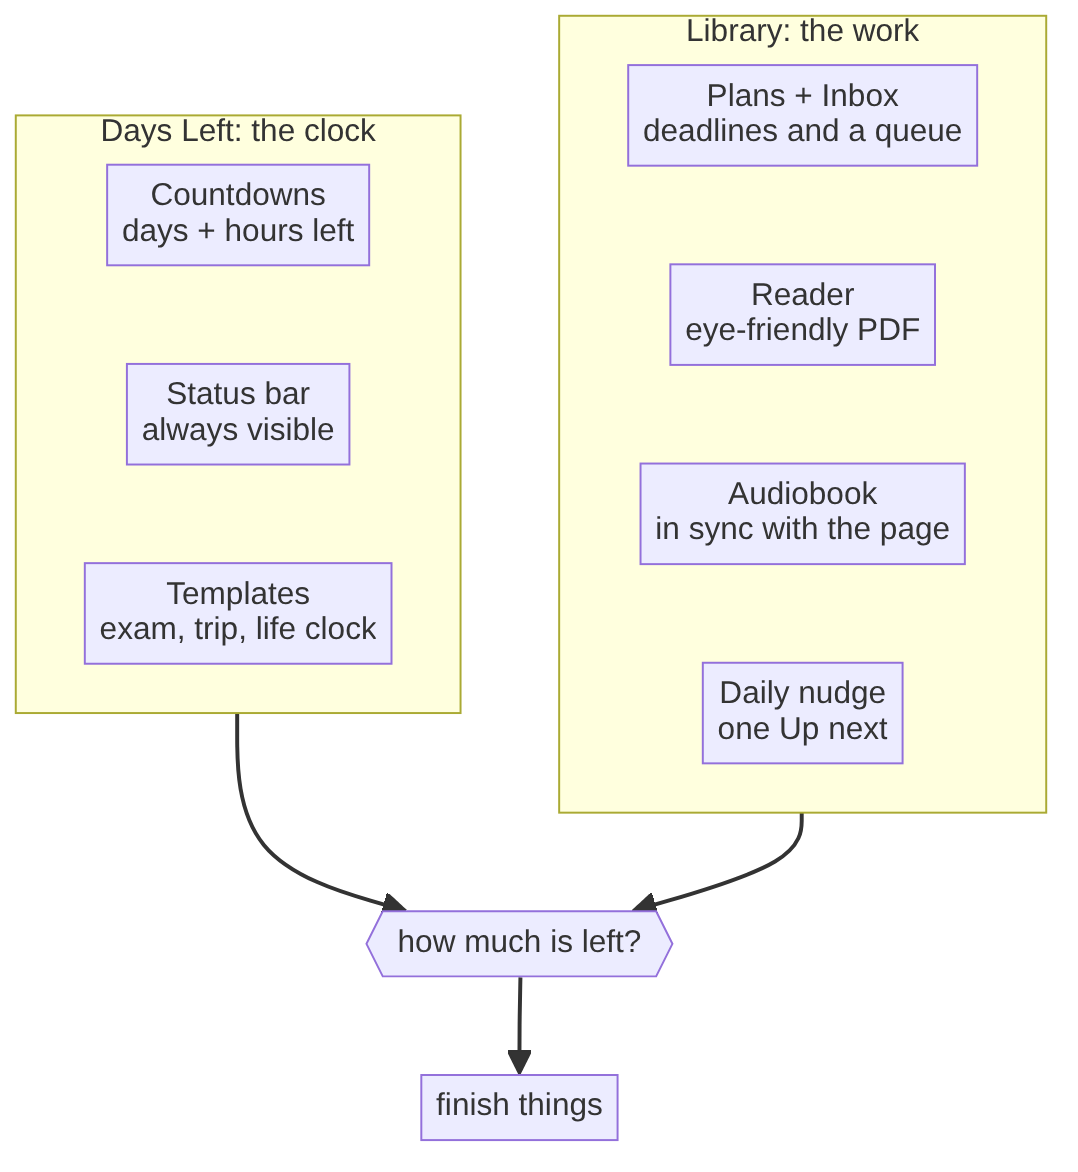 Days Left: the clock
Countdowns
days + hours left
Status bar
always visible
Templates
exam, trip, life clock
Library: the work
Plans + Inbox
deadlines and a queue
Reader
eye-friendly PDF
Audiobook
in sync with the page
Daily nudge
one Up next
how much is left?
finish things